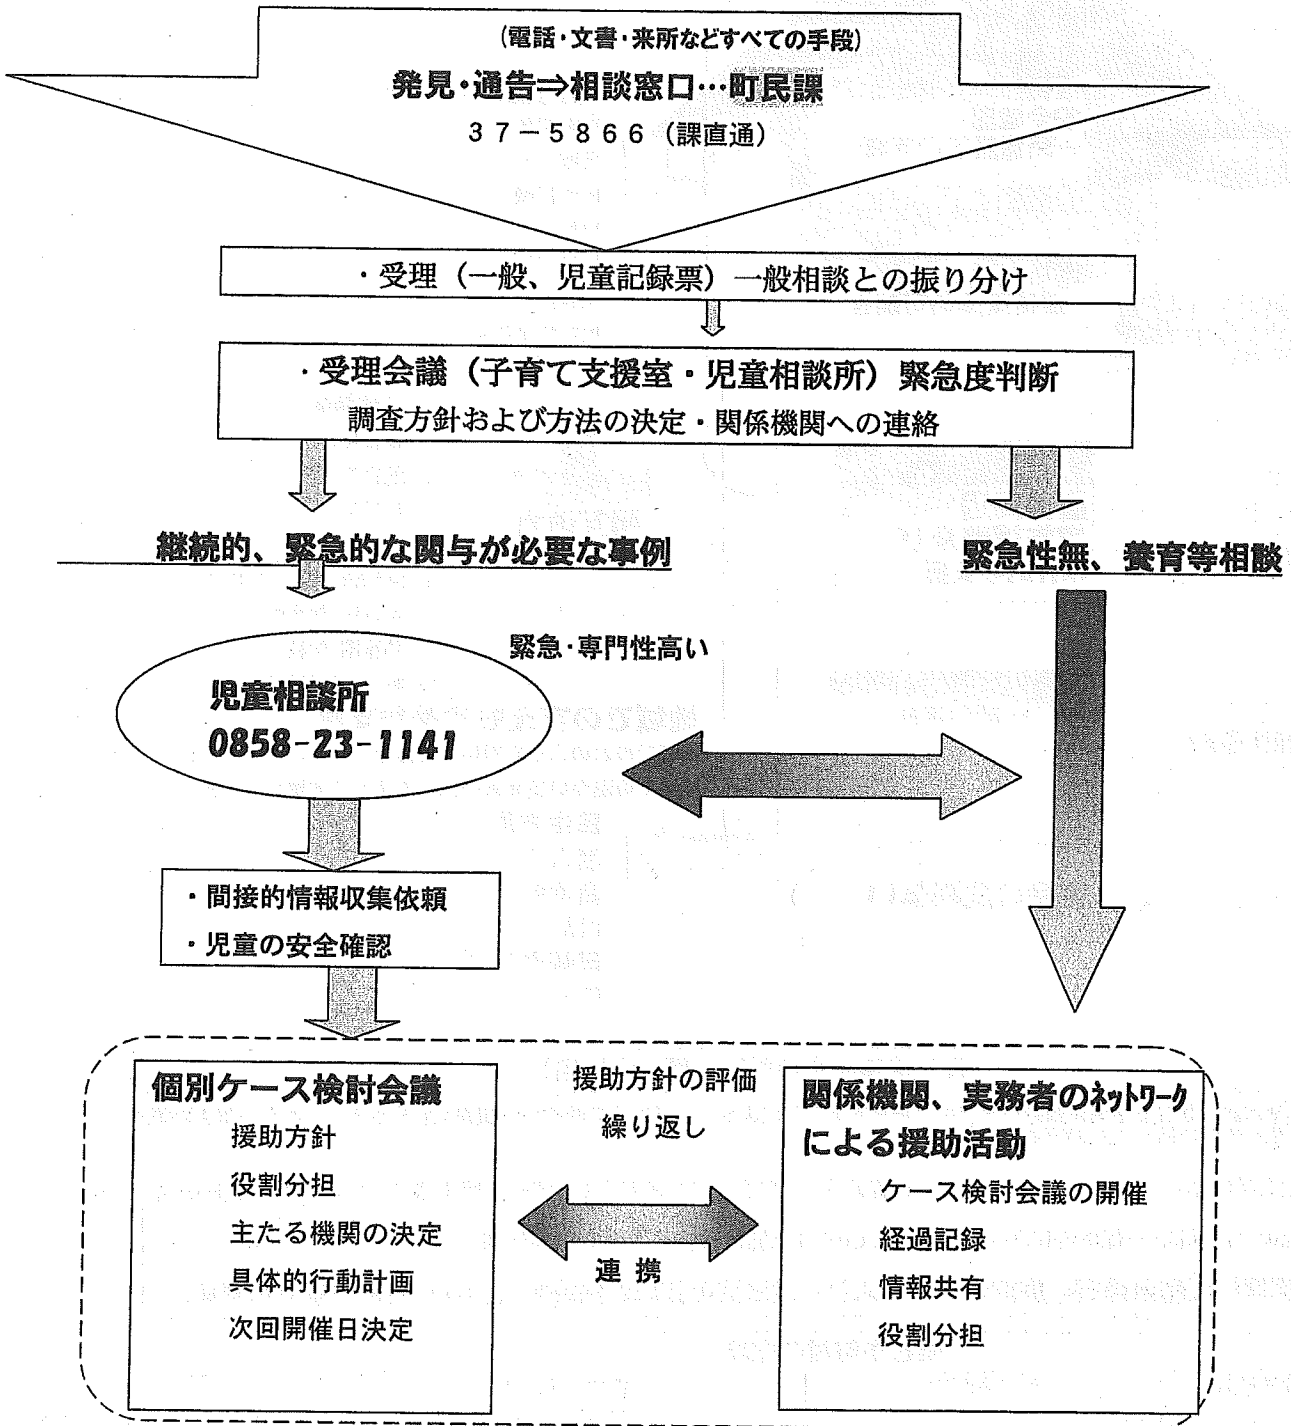 (電話・文書・来所などすべての手段)
発見・通告⇒相談窓口…町民課
37-5866(課直通)
・受理(一般、児童記録票)一般相談との振り分け
・受理会議(子育て支援室・児童相談所)緊急度判断
調査方針および方法の決定・関係機関への連絡
継続的、緊急的な関与が必要な事例
緊急性無、養育等相談
緊急・専門性高い
児童相談所
0858-23-1141
・間接的情報収集依頼
・児童の安全確認
個別ケース検討会議
援助方針
役割分担
主たる機関の決定
具体的行動計画
次回開催日決定
援助方針の評価
繰り返し
連携
関係機関、実務者のネットワーク
による援助活動
ケース検討会議の開催
経過記録
情報共有
役割分担